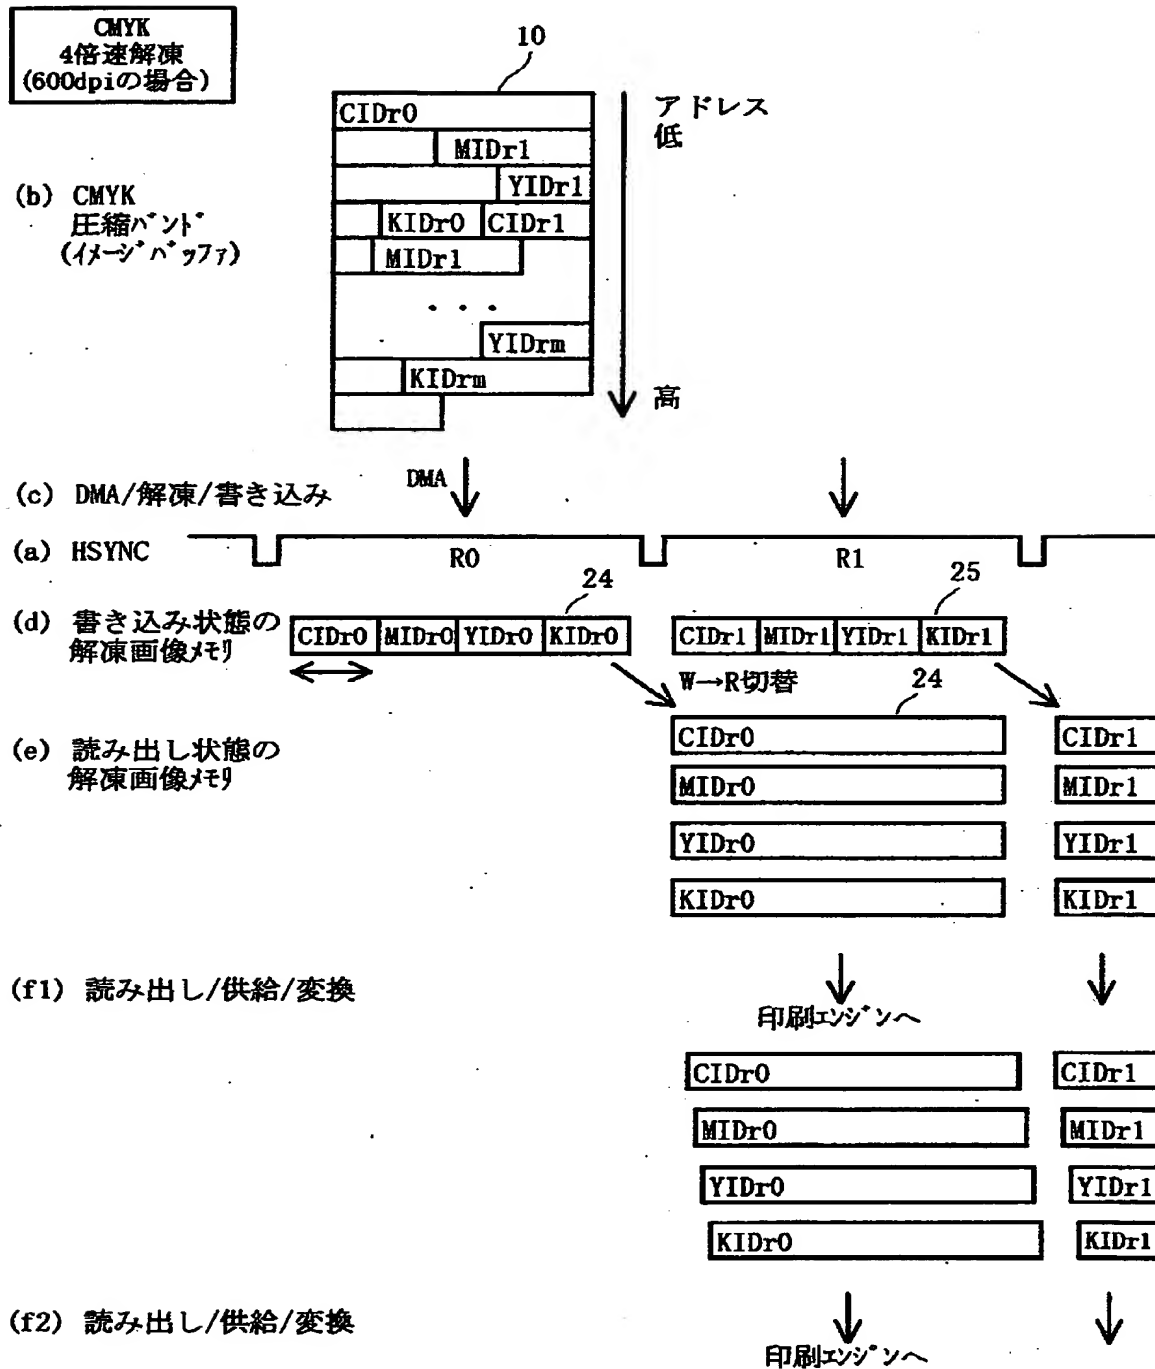 CMYK
4倍速解凍
(600dpiの場合)
10
CIDr0
MIDr1
YIDr1
KIDr0 CIDr1
MIDr1
・・・
YIDrm
KIDrm
アドレス
低
高
(b) CMYK
圧縮バンド
(イメージバッファ)
DMA
(c) DMA/解凍/書き込み
(a) HSYNC
R0
R1
24
25
(d) 書き込み状態の
解凍画像メモリ
CIDr0 MIDr0 YIDr0 KIDr0
CIDr1 MIDr1 YIDr1 KIDr1
W→R切替
24
(e) 読み出し状態の
解凍画像メモリ
CIDr0 CIDr1
MIDr0 MIDr1
YIDr0 YIDr1
KIDr0 KIDr1
(f1) 読み出し/供給/変換
印刷エンジンへ
CIDr0 CIDr1
MIDr0 MIDr1
YIDr0 YIDr1
KIDr0 KIDr1
(f2) 読み出し/供給/変換
印刷エンジンへ